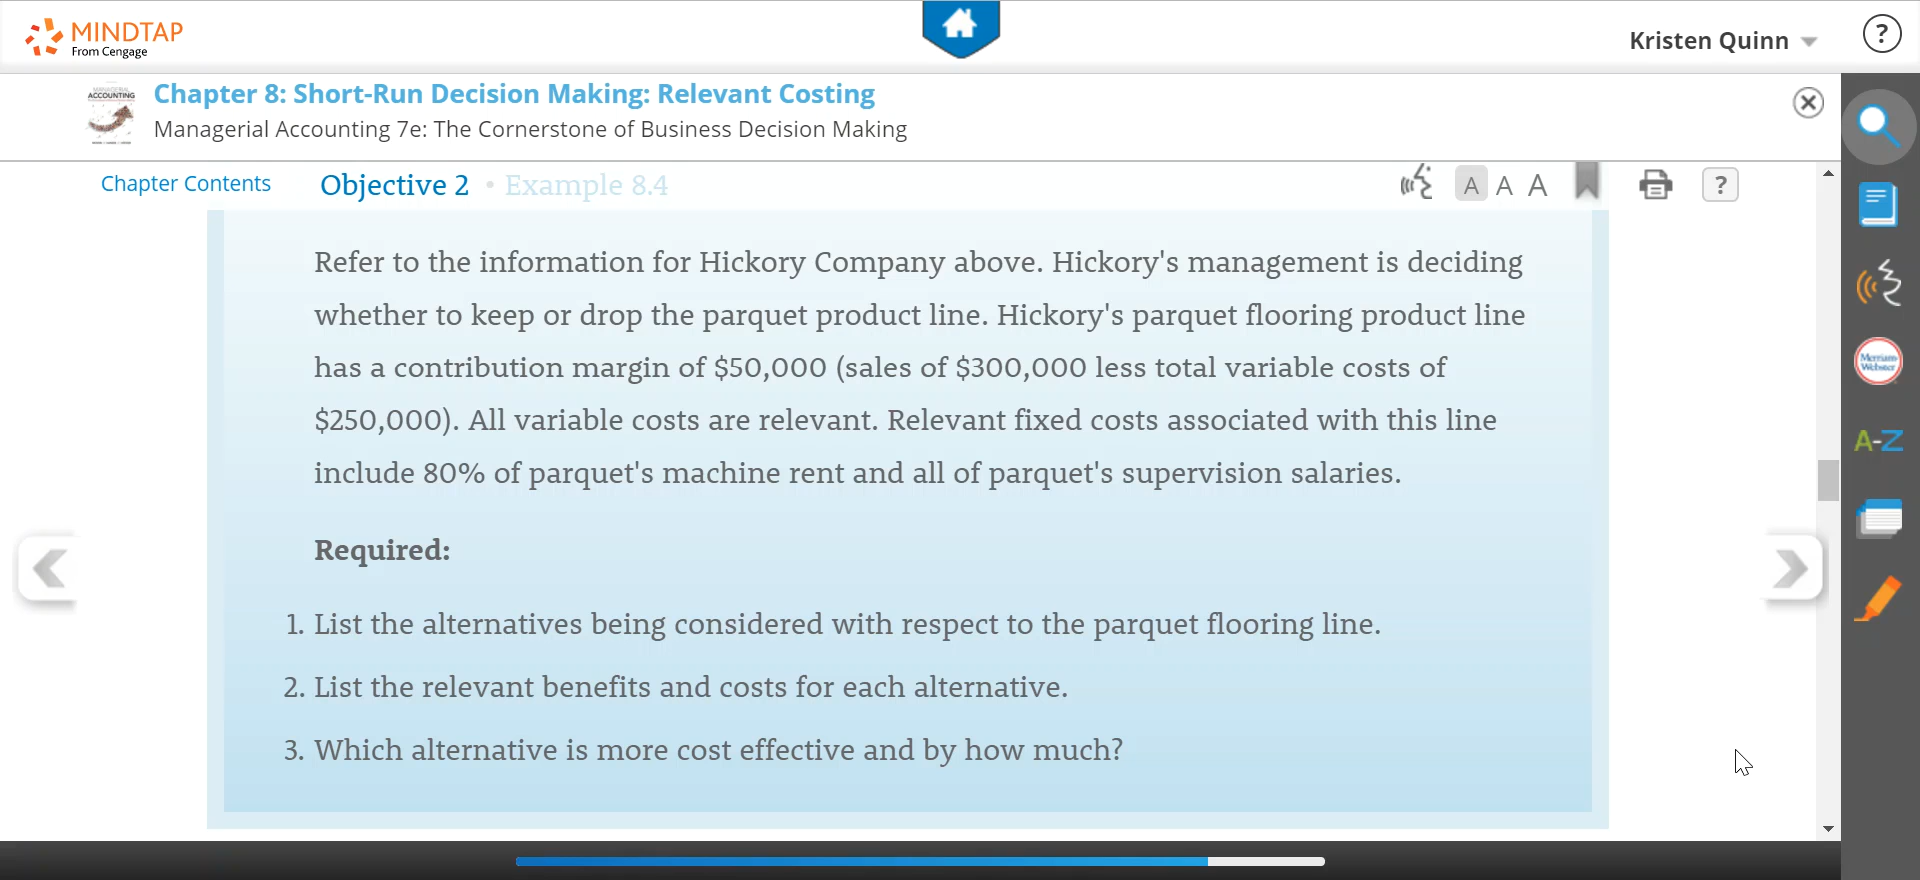 MINDTAP
From Cengage
Kristen Quinn
?
ACCOUNTING
Chapter 8: Short-Run Decision Making: Relevant Costing
Managerial Accounting 7e: The Cornerstone of Business Decision Making
Chapter Contents
Objective 2 • Example 8.4
A A A
?
Refer to the information for Hickory Company above. Hickory's management is deciding
whether to keep or drop the parquet product line. Hickory's parquet flooring product line
has a contribution margin of $50,000 (sales of $300,000 less total variable costs of
$250,000). All variable costs are relevant. Relevant fixed costs associated with this line
include 80% of parquet's machine rent and all of parquet's supervision salaries.
Required:
1. List the alternatives being considered with respect to the parquet flooring line.
2. List the relevant benefits and costs for each alternative.
3. Which alternative is more cost effective and by how much?
Merriam-
Webster
A-Z